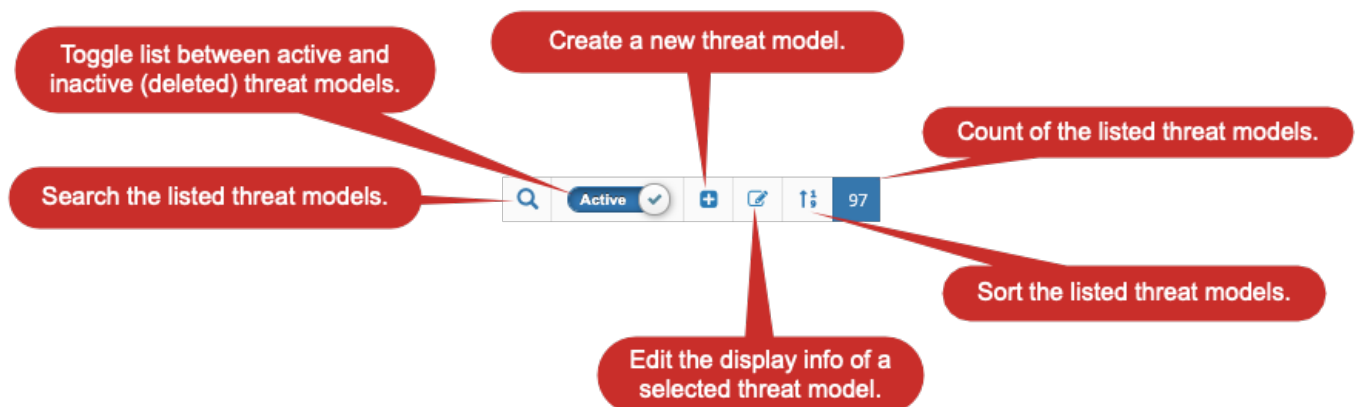 Toggle list between active and
inactive (deleted) threat models.
Create a new threat model.
Count of the listed threat models.
Search the listed threat models.
Active
97
Sort the listed threat models.
Edit the display info of a
selected threat model.